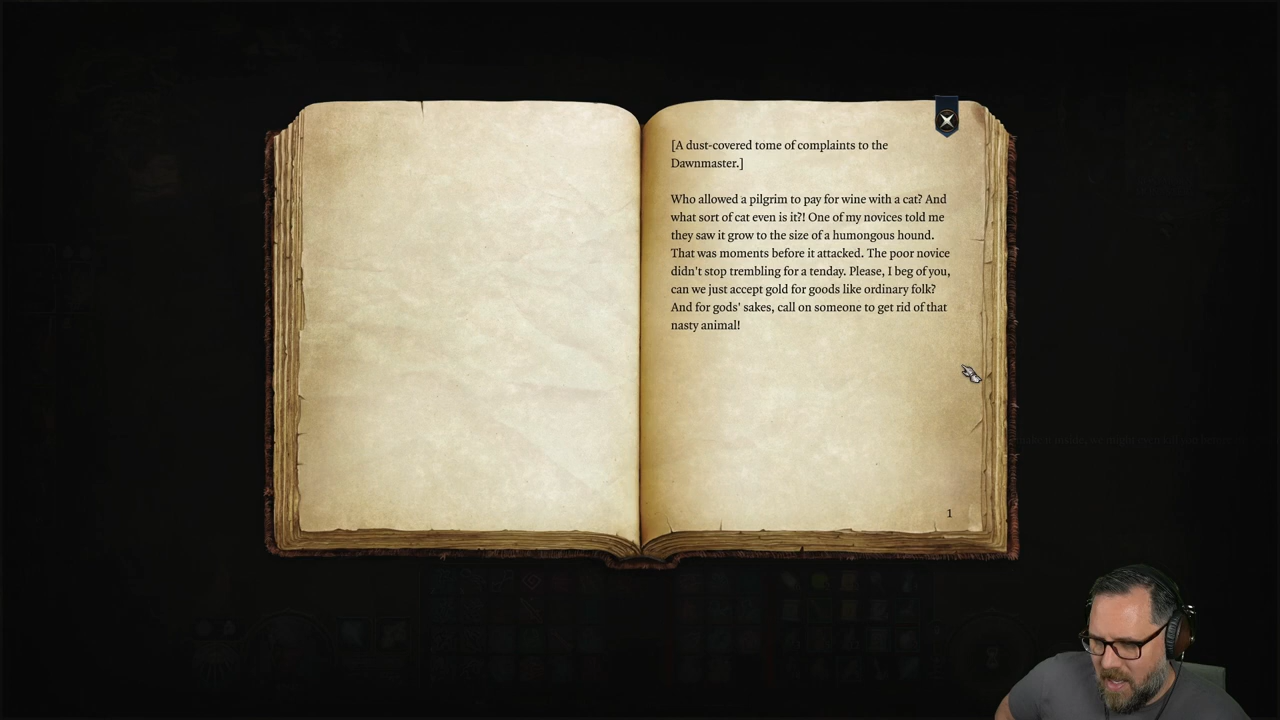 [A dust-covered tome of complaints to the
Dawnmaster.]
Who allowed a pilgrim to pay for wine with a cat? And
what sort of cat even is it?! One of my novices told me
they saw it grow to the size of a humongous hound.
That was moments before it attacked. The poor novice
didn't stop trembling for a tenday. Please, I beg of you,
can we just accept gold for goods like ordinary folk?
And for gods' sakes, call on someone to get rid of that
nasty animal!
1